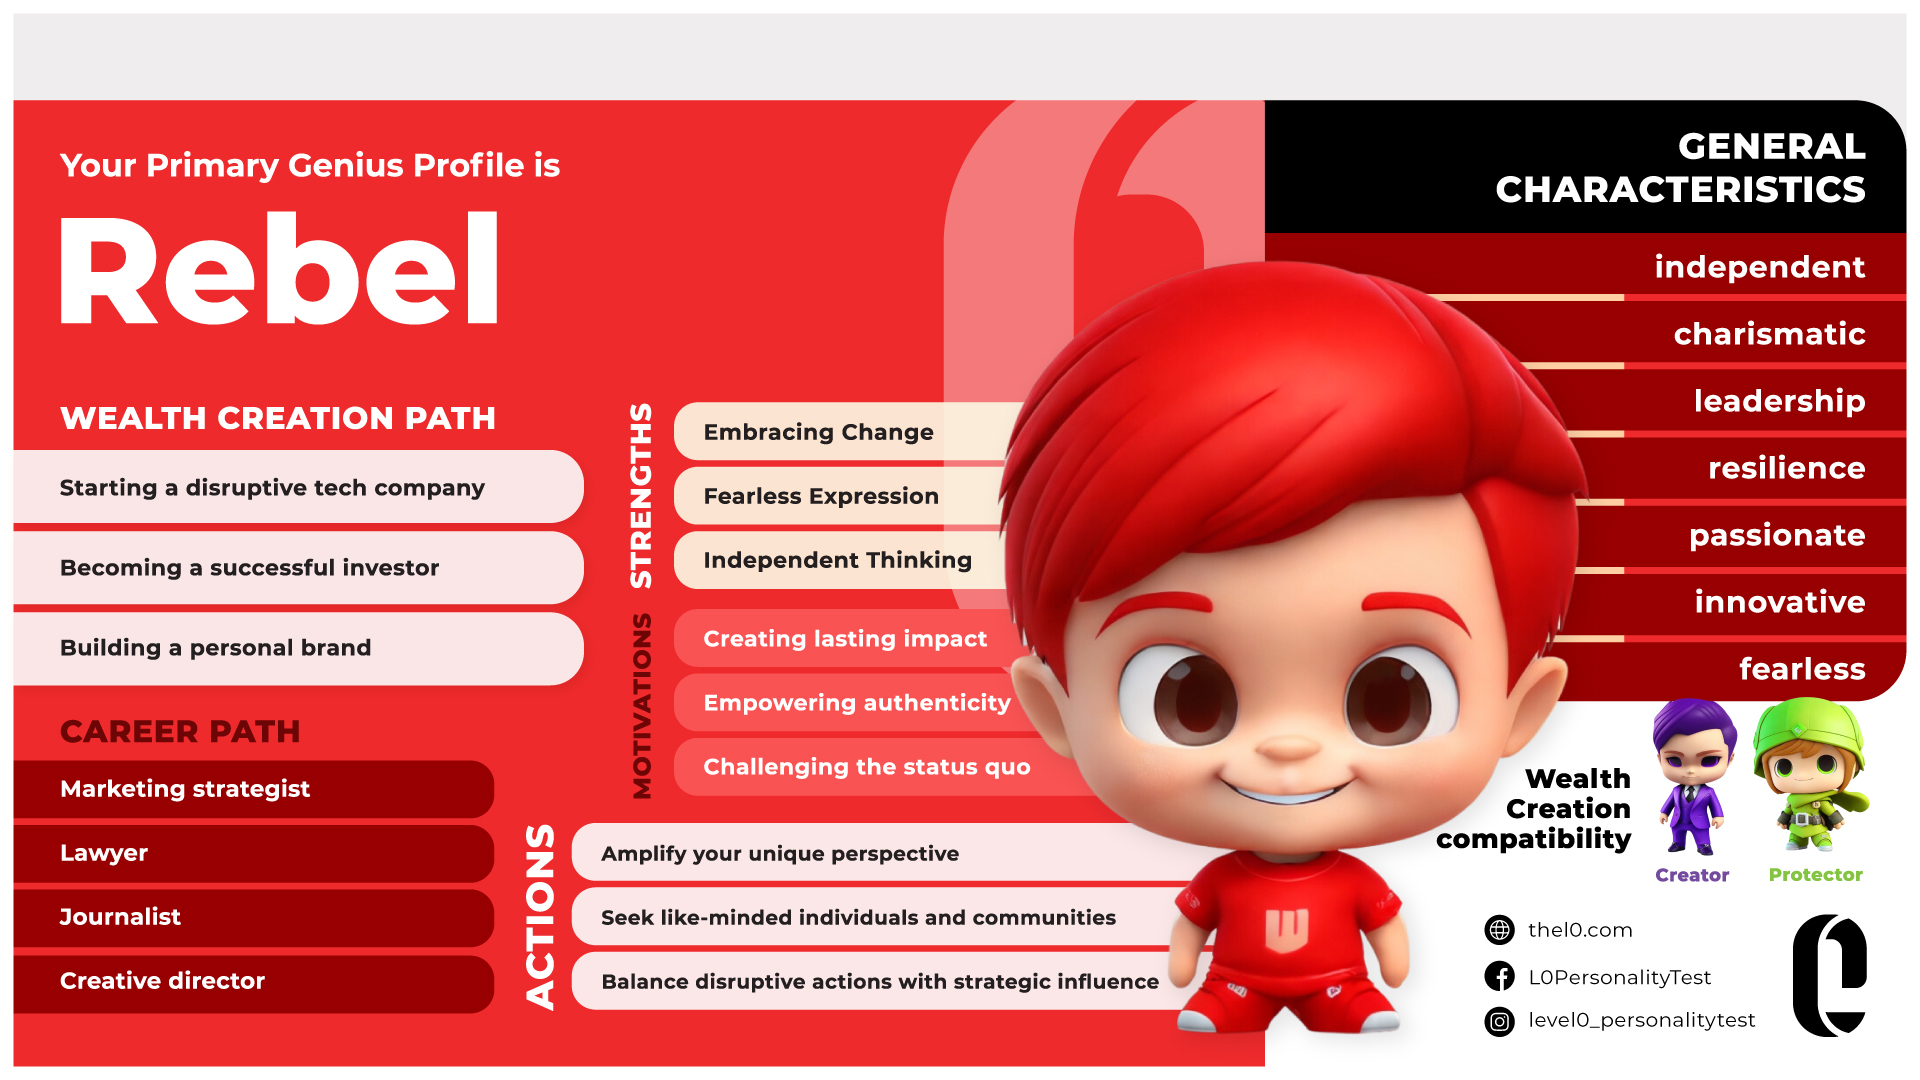 Your Primary Genius Profile is
Rebel
WEALTH CREATION PATH
Starting a disruptive tech company
Becoming a successful investor
Building a personal brand
CAREER PATH
Marketing strategist
Lawyer
Journalist
Creative director
STRENGTHS
Embracing Change
Fearless Expression
Independent Thinking
MOTIVATIONS
Creating lasting impact
Empowering authenticity
Challenging the status quo
ACTIONS
Amplify your unique perspective
Seek like-minded individuals and communities
Balance disruptive actions with strategic influence
GENERAL
CHARACTERISTICS
independent
charismatic
leadership
resilience
passionate
innovative
fearless
Wealth
Creation
compatibility
Creator
Protector
thel0.com
L0PersonalityTest
level0_personalitytest